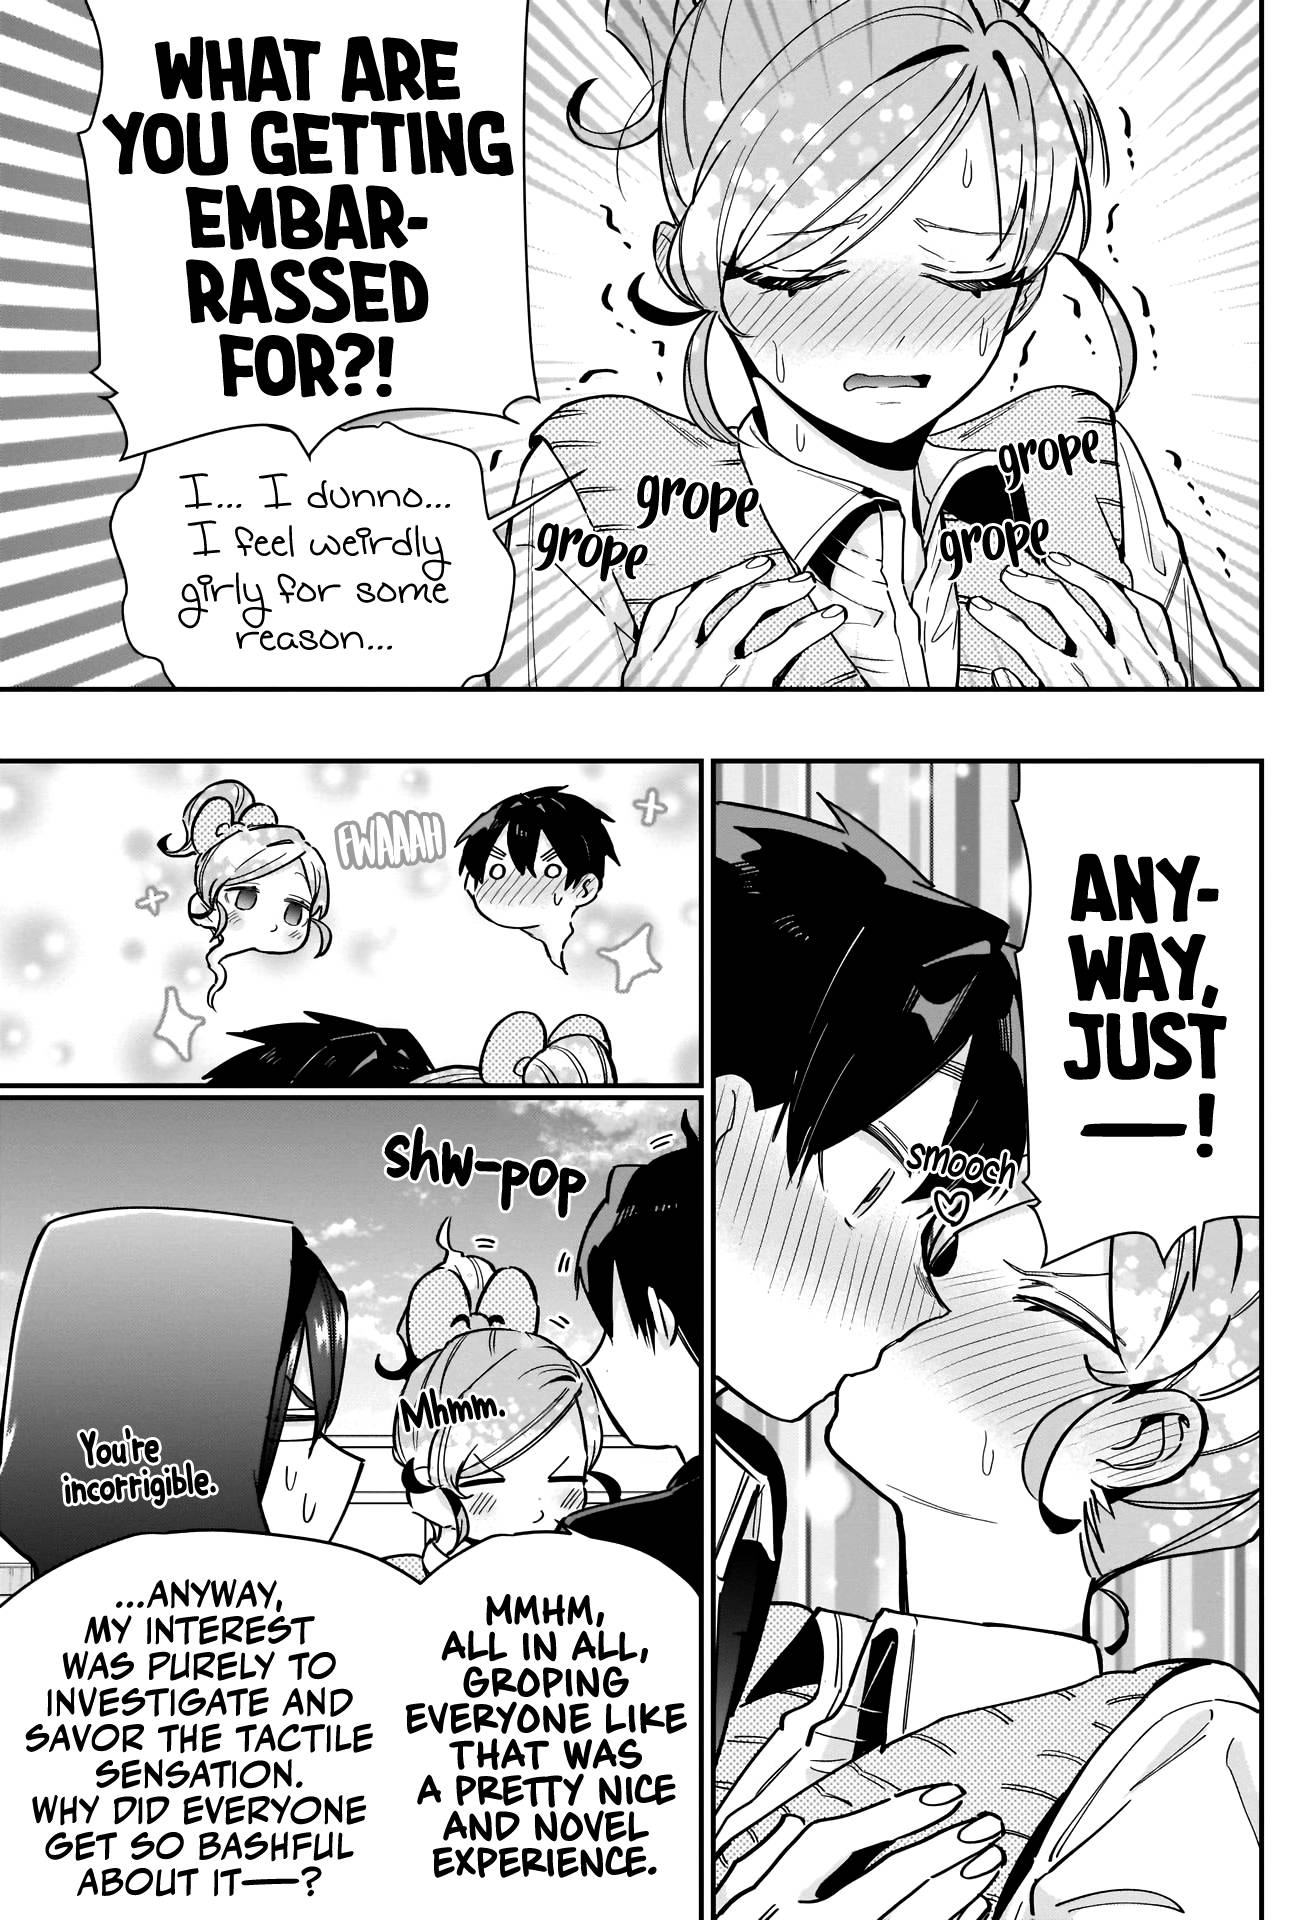 WHAT ARE
YOU GETTING
EMBAR-
RASSED
FOR?!
I... I dunno...
I feel weirdly
girly for some
reason...
grope
grope
grope
grope
ANY-
WAY,
JUST
—!
smooch
FWAAAH
shw-pop
Mhmm.
You're
incorrigible.
MMHM,
ALL IN ALL,
GROPING
EVERYONE LIKE
THAT WAS
A PRETTY NICE
AND NOVEL
EXPERIENCE.
...ANYWAY,
MY INTEREST
WAS PURELY TO
INVESTIGATE AND
SAVOR THE TACTILE
SENSATION.
WHY DID EVERYONE
GET SO BASHFUL
ABOUT IT—?